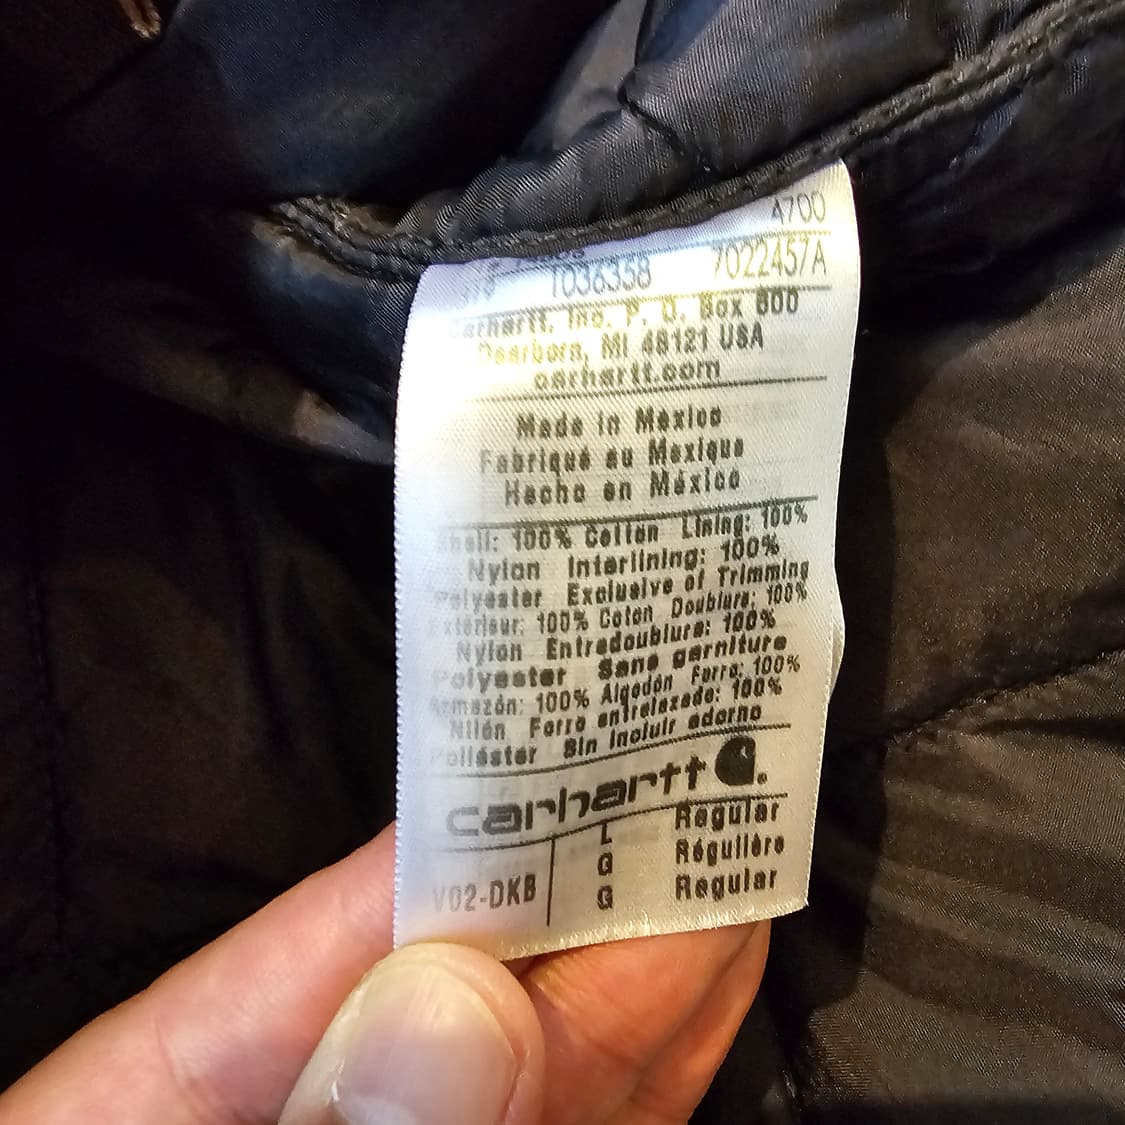 4700
1036358 7022457A
Carhartt, Inc. P. O. Box 600
Dearborn, MI 48121 USA
carhartt.com
Made in Mexico
Fabriqué au Mexique
Hecho en México
Shell: 100% Cotton Lining: 100%
Nylon Interlining: 100%
Polyester Exclusive of Trimming
Extérieur: 100% Coton Doublure: 100%
Nylon Entredoublure: 100%
Polyester Sans garniture
Armazón: 100% Algodón Forro: 100%
Nilón Forro entrelazado: 100%
Poliéster Sin incluir adorno
carhartt
L Regular
G Régulière
V02-DKB G Regular